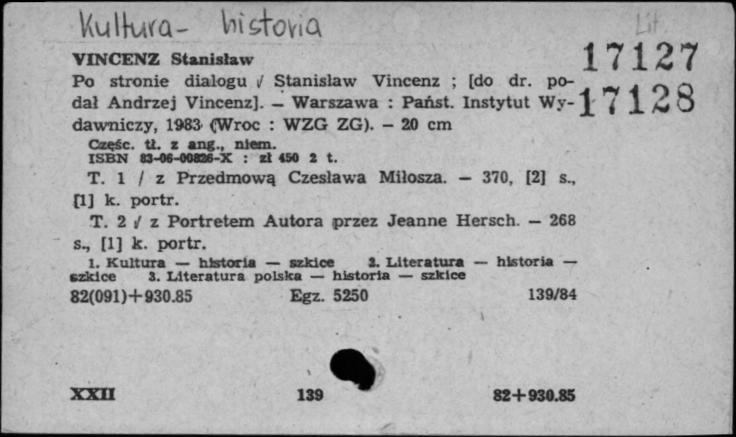 Kultura - historia
Lit
VINCENZ Stanisław
17127
Po stronie dialogu / Stanisław Vincenz ; [do dr. po-
dał Andrzej Vincenz]. — Warszawa : Państ. Instytut Wy-
17128
dawniczy, 1983 (Wroc : WZG ZG). — 20 cm
Częśc. tł. z ang., niem.
ISBN 83-06-00826-X : zł 450 2 t.
T. 1 / z Przedmową Czesława Miłosza. — 370, [2] s.,
[1] k. portr.
T. 2 / z Portretem Autora przez Jeanne Hersch. — 268
s., [1] k. portr.
1. Kultura — historia — szkice 2. Literatura — historia —
szkice 3. Literatura polska — historia — szkice
82(091)+930.85 Egz. 5250 139/84
XXII 139 82+930.85